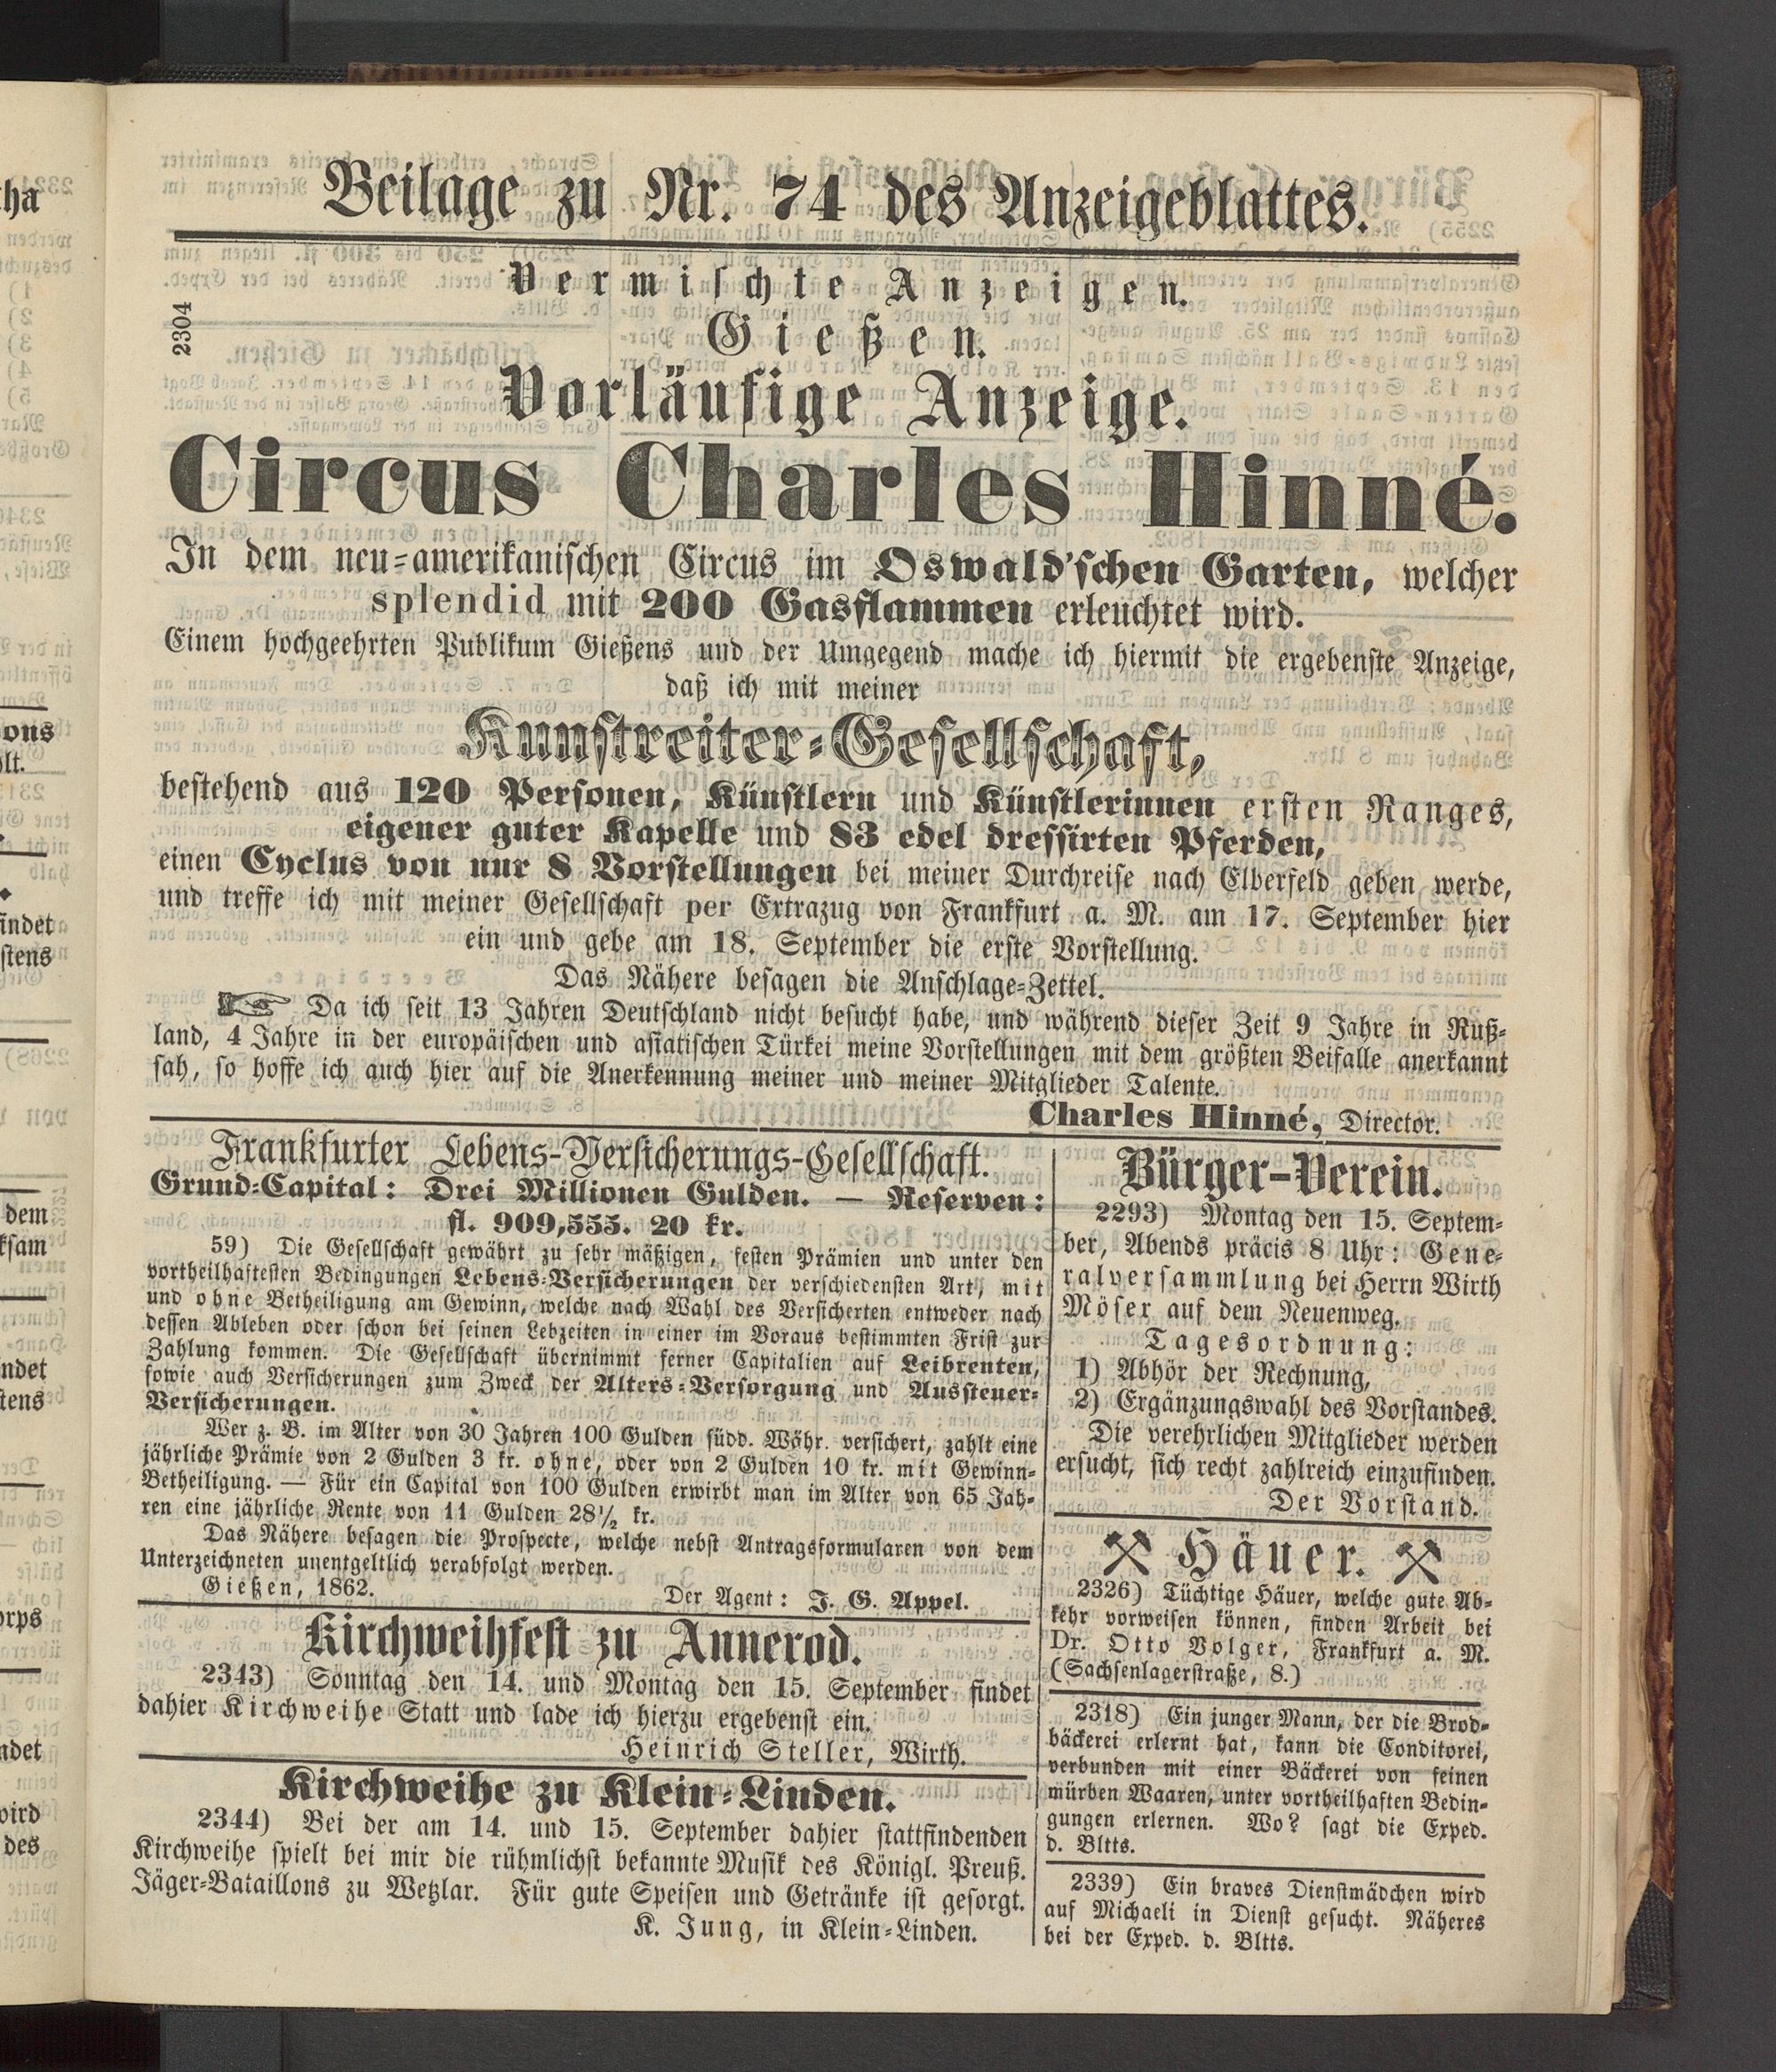 Beilage zu Nr. 74 des Anzeigeblattes.
Vermischte Anzeigen.
2304
Gießen.
Vorläufige Anzeige.
Circus Charles Hinné.
In dem neu-amerikanischen Circus im Oswald'schen Garten, welcher
splendid mit 200 Gasflammen erleuchtet wird.
Einem hochgeehrten Publikum Gießens und der Umgegend mache ich hiermit die ergebenste Anzeige,
daß ich mit meiner
Kunstreiter-Gesellschaft,
bestehend aus 120 Personen, Künstlern und Künstlerinnen ersten Ranges,
eigener guter Kapelle und 83 edel dressirten Pferden,
einen Cyclus von nur 8 Vorstellungen bei meiner Durchreise nach Elberfeld geben werde,
und treffe ich mit meiner Gesellschaft per Extrazug von Frankfurt a. M. am 17. September hier
ein und gebe am 18. September die erste Vorstellung.
Das Nähere besagen die Anschlage-Zettel.
☞ Da ich seit 13 Jahren Deutschland nicht besucht habe, und während dieser Zeit 9 Jahre in Ruß-
land, 4 Jahre in der europäischen und asiatischen Türkei meine Vorstellungen mit dem größten Beifalle anerkannt
sah, so hoffe ich auch hier auf die Anerkennung meiner und meiner Mitglieder Talente.
Charles Hinné, Director.
Frankfurter Lebens-Versicherungs-Gesellschaft.
Grund-Capital: Drei Millionen Gulden. — Reserven:
fl. 909,555. 20 kr.
59) Die Gesellschaft gewährt zu sehr mäßigen, festen Prämien und unter den
vortheilhaftesten Bedingungen Lebens-Versicherungen der verschiedensten Art, mit
und ohne Betheiligung am Gewinn, welche nach Wahl des Versicherten entweder nach
dessen Ableben oder schon bei seinen Lebzeiten in einer im Voraus bestimmten Frist zur
Zahlung kommen. Die Gesellschaft übernimmt ferner Capitalien auf Leibrenten,
sowie auch Versicherungen zum Zweck der Alters-Versorgung und Aussteuer-
Versicherungen.
Wer z. B. im Alter von 30 Jahren 100 Gulden südd. Währ. versichert, zahlt eine
jährliche Prämie von 2 Gulden 3 kr. ohne, oder von 2 Gulden 10 kr. mit Gewinn-
Betheiligung. — Für ein Capital von 100 Gulden erwirbt man im Alter von 65 Jah-
ren eine jährliche Rente von 11 Gulden 28½ kr.
Das Nähere besagen die Prospecte, welche nebst Antragsformularen von dem
Unterzeichneten unentgeltlich verabfolgt werden.
Gießen, 1862.
Der Agent: J. G. Appel.
Kirchweihfest zu Annerod.
2343) Sonntag den 14. und Montag den 15. September findet
dahier Kirchweihe Statt und lade ich hierzu ergebenst ein.
Heinrich Steller, Wirth.
Kirchweihe zu Klein-Linden.
2344) Bei der am 14. und 15. September dahier stattfindenden
Kirchweihe spielt bei mir die rühmlichst bekannte Musik des Königl. Preuß.
Jäger-Bataillons zu Wetzlar. Für gute Speisen und Getränke ist gesorgt.
K. Jung, in Klein-Linden.
Bürger-Verein.
2293) Montag den 15. Septem-
ber, Abends präcis 8 Uhr: Gene-
ralversammlung bei Herrn Wirth
Möser auf dem Neuenweg.
Tagesordnung:
1) Abhör der Rechnung,
2) Ergänzungswahl des Vorstandes.
Die verehrlichen Mitglieder werden
ersucht, sich recht zahlreich einzufinden.
Der Vorstand.
⚒ Häuer. ⚒
2326) Tüchtige Häuer, welche gute Ab-
kehr vorweisen können, finden Arbeit bei
Dr. Otto Volger, Frankfurt a. M.
(Sachsenlagerstraße, 8.)
2318) Ein junger Mann, der die Brod-
bäckerei erlernt hat, kann die Conditorei,
verbunden mit einer Bäckerei von feinen
mürben Waaren, unter vortheilhaften Bedin-
gungen erlernen. Wo? sagt die Exped.
d. Bltts.
2339) Ein braves Dienstmädchen wird
auf Michaeli in Dienst gesucht. Näheres
bei der Exped. d. Bltts.